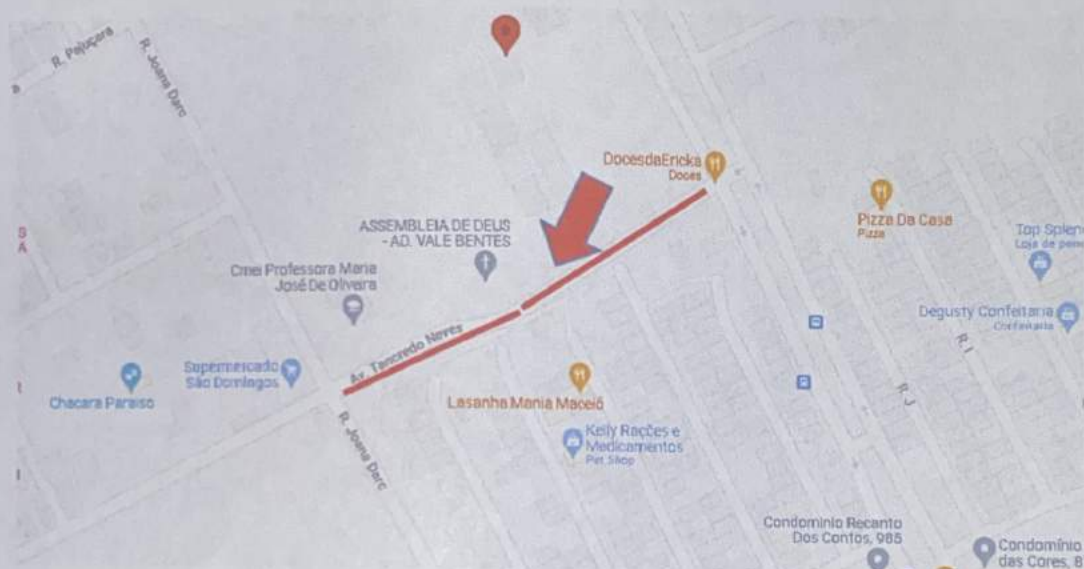 R. Pajuçara
R. Joana Darc
DocesdaEricka
Doces
ASSEMBLEIA DE DEUS
- AD. VALE BENTES
Pizza Da Casa
Pizza
Cmei Professora Maria
José De Oliveira
Degusty Confeitaria
Confeitaria
Av. Tancredo Neves
Supermercado
São Domingos
Chacara Paraiso
Lasanha Mania Maceió
R. I
R. J
R. Joana Darc
Kelly Rações e
Medicamentos
Pet Shop
Condominio Recanto
Dos Contos, 985
Condomínio
das Cores, 8